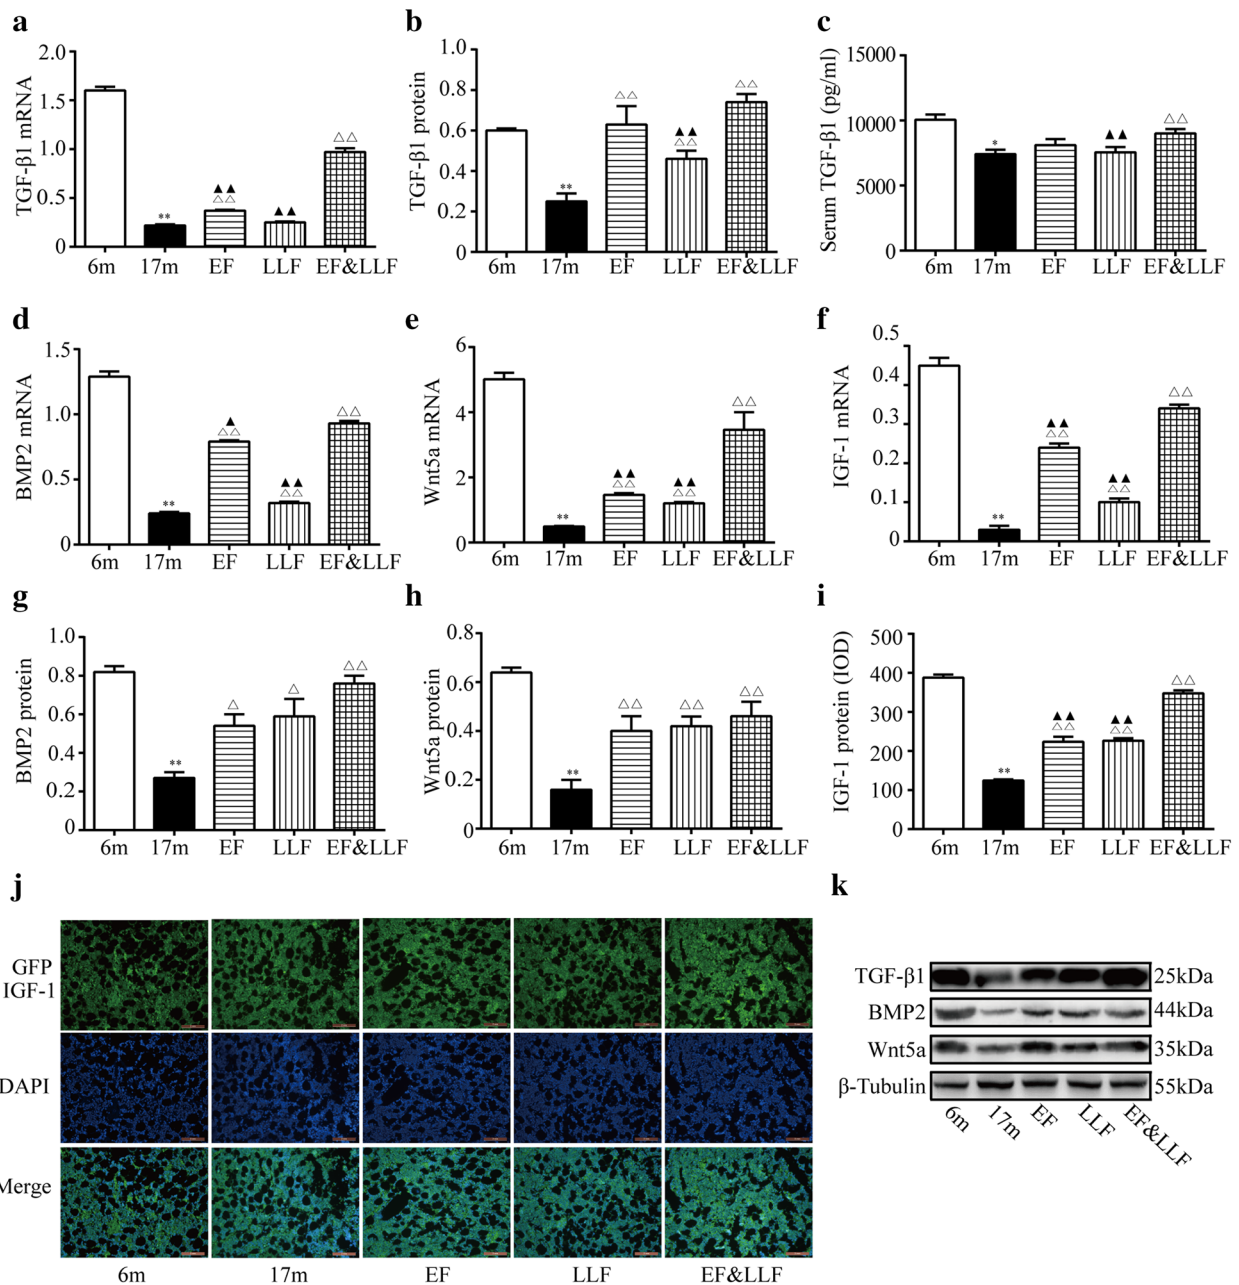 a
TGF-β1 mRNA
2.0
1.5
1.0
0.5
0
**
▲▲
△△
▲▲
△△
6m 17m EF LLF EF&LLF
b
TGF-β1 protein
1.0
0.8
0.6
0.4
0.2
0
**
△△
▲▲
△△
△△
6m 17m EF LLF EF&LLF
c
Serum TGF-β1 (pg/ml)
15000
10000
5000
0
*
▲▲
△△
6m 17m EF LLF EF&LLF
d
BMP2 mRNA
1.5
1.0
0.5
0
**
▲
△△
▲▲
△△
△△
6m 17m EF LLF EF&LLF
e
Wnt5a mRNA
6
4
2
0
**
▲▲
△△
▲▲
△△
△△
6m 17m EF LLF EF&LLF
f
IGF-1 mRNA
0.5
0.4
0.3
0.2
0.1
0
**
▲▲
△△
▲▲
△△
△△
6m 17m EF LLF EF&LLF
g
BMP2 protein
1.0
0.8
0.6
0.4
0.2
0
**
△
△
△△
6m 17m EF LLF EF&LLF
h
Wnt5a protein
0.8
0.6
0.4
0.2
0
**
△△
△△
△△
6m 17m EF LLF EF&LLF
i
IGF-1 protein (IOD)
500
400
300
200
100
0
**
▲▲
△△
▲▲
△△
△△
6m 17m EF LLF EF&LLF
j
GFP
IGF-1
DAPI
Merge
6m 17m EF LLF EF&LLF
k
TGF-β1 25kDa
BMP2 44kDa
Wnt5a 35kDa
β-Tubulin 55kDa
6m 17m EF LLF EF&LLF